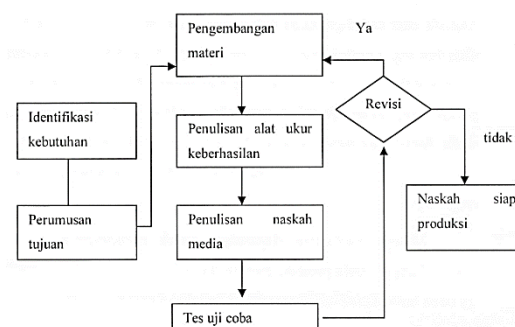 Pengembangan
materi
Ya
Identifikasi
kebutuhan
Penulisan alat ukur
keberhasilan
Revisi
tidak
Perumusan
tujuan
Penulisan naskah
media
Naskah siap
produksi
Tes uji coba